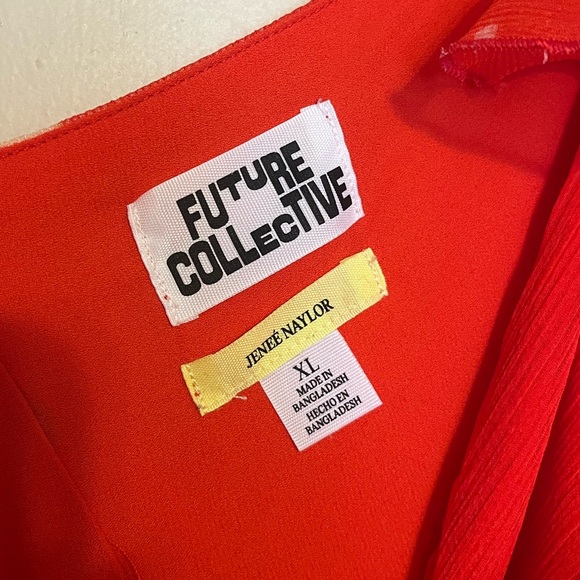 FUTURE
COLLECTIVE
JENEÉ NAYLOR
XL
MADE IN
BANGLADESH
HECHO EN
BANGLADESH